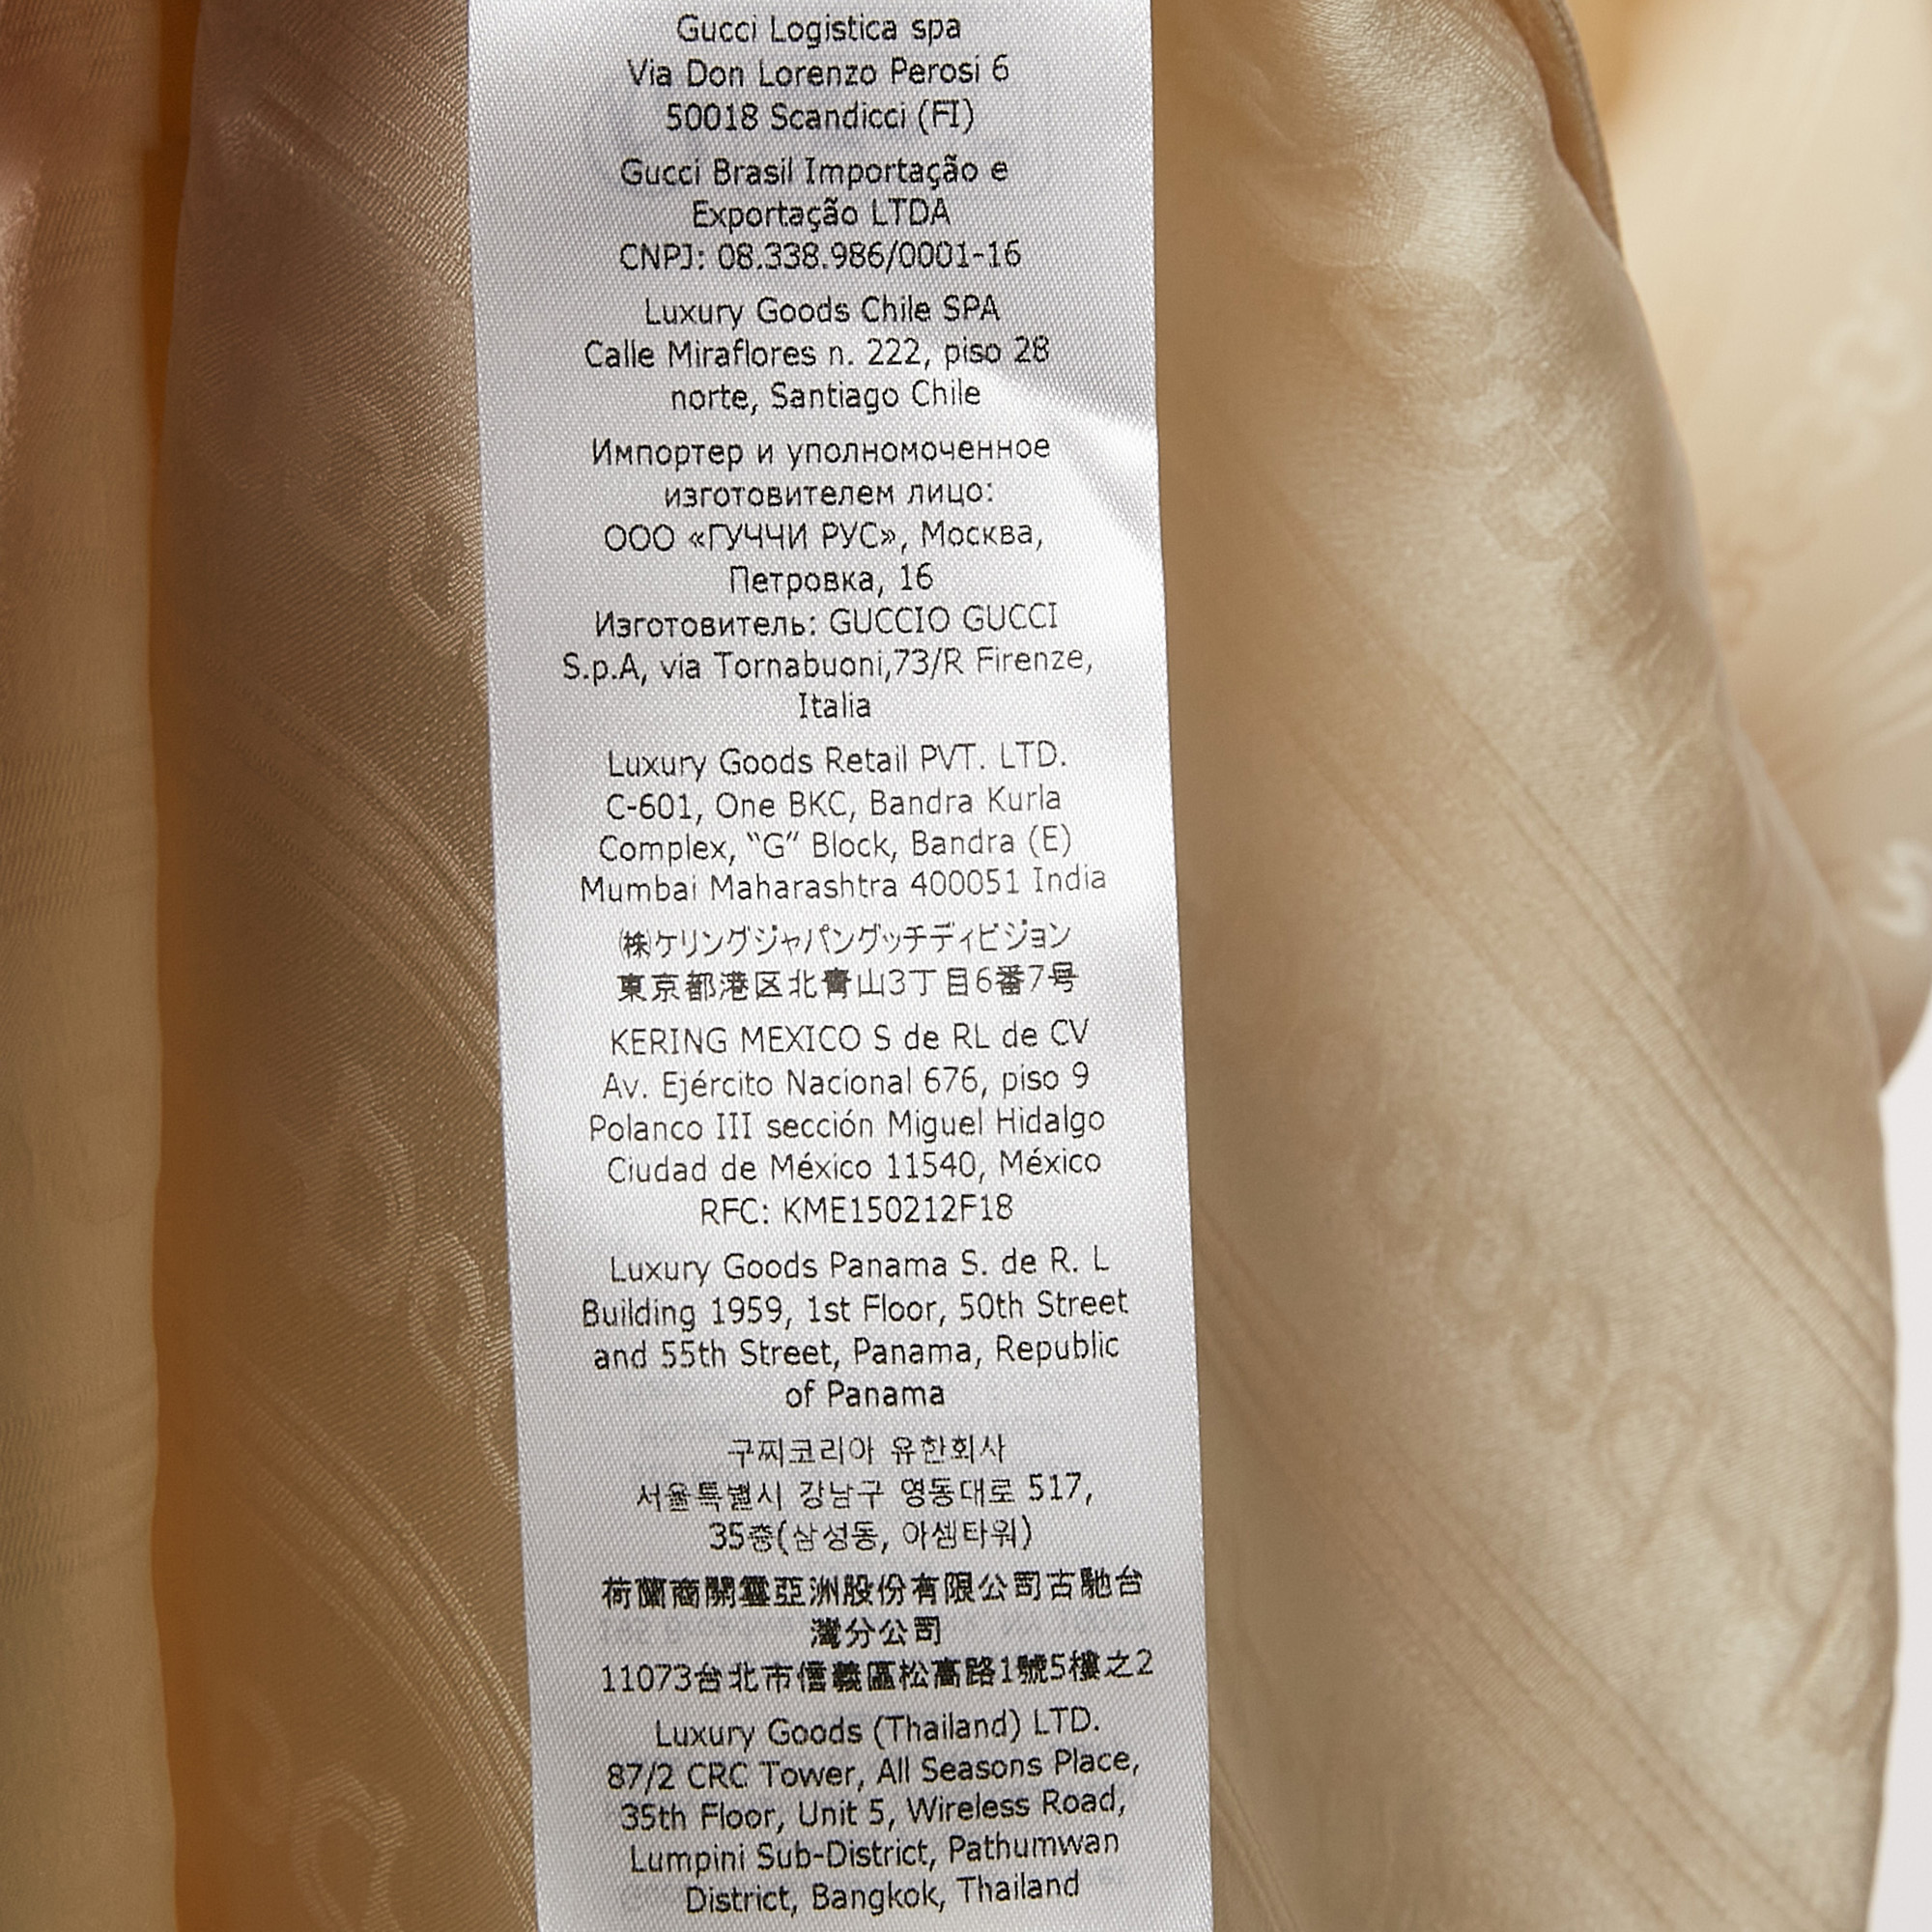 Gucci Logistica spa
Via Don Lorenzo Perosi 6
50018 Scandicci (FI)
Gucci Brasil Importação e
Exportação LTDA
CNPJ: 08.338.986/0001-16
Luxury Goods Chile SPA
Calle Miraflores n. 222, piso 28
norte, Santiago Chile
Импортер и уполномоченное
изготовителем лицо:
ООО «ГУЧЧИ РУС», Москва,
Петровка, 16
Изготовитель: GUCCIO GUCCI
S.p.A, via Tornabuoni,73/R Firenze,
Italia
Luxury Goods Retail PVT. LTD.
C-601, One BKC, Bandra Kurla
Complex, “G” Block, Bandra (E)
Mumbai Maharashtra 400051 India
㈱ケリングジャパングッチディビジョン
東京都港区北青山3丁目6番7号
KERING MEXICO S de RL de CV
Av. Ejército Nacional 676, piso 9
Polanco III sección Miguel Hidalgo
Ciudad de México 11540, México
RFC: KME150212F18
Luxury Goods Panama S. de R. L
Building 1959, 1st Floor, 50th Street
and 55th Street, Panama, Republic
of Panama
구찌코리아 유한회사
서울특별시 강남구 영동대로 517,
35층(삼성동, 아셈타워)
荷蘭商開雲亞洲股份有限公司古馳台
灣分公司
11073台北市信義區松高路1號5樓之2
Luxury Goods (Thailand) LTD.
87/2 CRC Tower, All Seasons Place,
35th Floor, Unit 5, Wireless Road,
Lumpini Sub-District, Pathumwan
District, Bangkok, Thailand